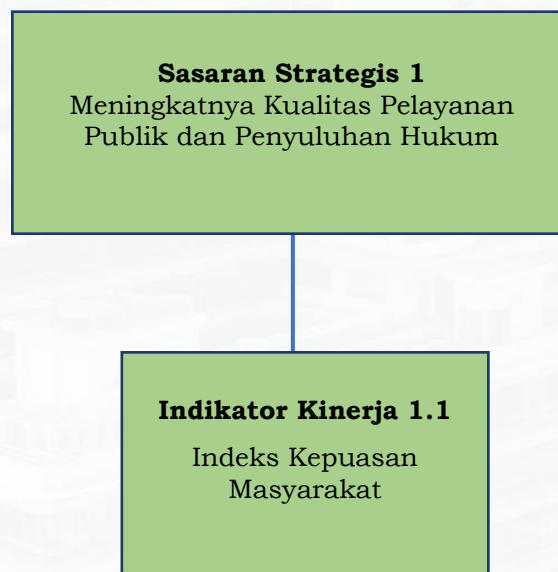 Sasaran Strategis 1
Meningkatnya Kualitas Pelayanan
Publik dan Penyuluhan Hukum
Indikator Kinerja 1.1
Indeks Kepuasan
Masyarakat